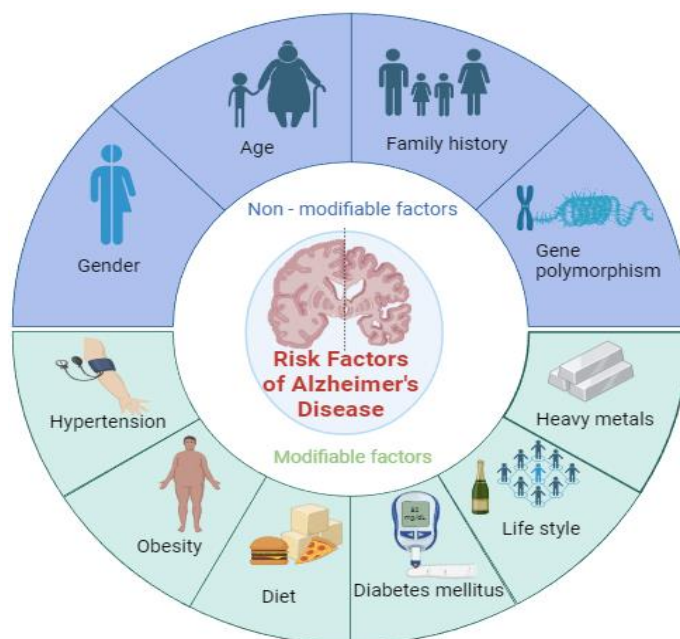 Age
Family history
Gender
Gene
polymorphism
Non - modifiable factors
Risk Factors
of Alzheimer's
Disease
Modifiable factors
Hypertension
Obesity
Diet
Diabetes mellitus
Life style
Heavy metals